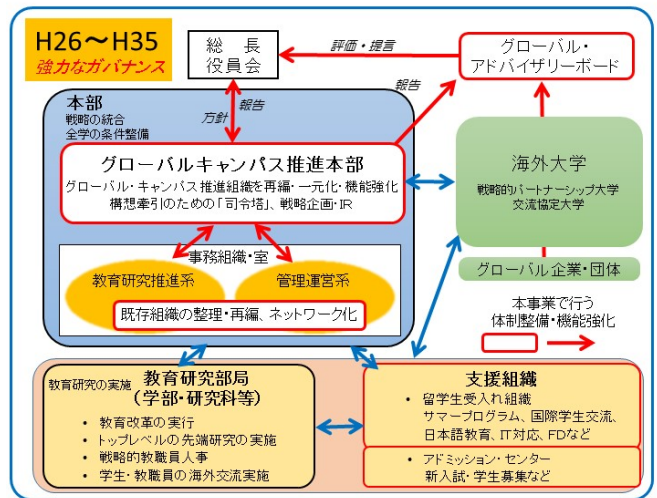 H26～H35
強力なガバナンス
総　長
役員会
評価・提言
グローバル・
アドバイザリーボード
報告
方針
報告
本部
戦略の統合
全学の条件整備
グローバルキャンパス推進本部
グローバル・キャンパス推進組織を再編・一元化・機能強化
構想牽引のための「司令塔」、戦略企画・IR
海外大学
戦略的パートナーシップ大学
交流協定大学
グローバル企業・団体
事務組織・室
教育研究推進系
管理運営系
既存組織の整理・再編、ネットワーク化
本事業で行う
体制整備・機能強化
教育研究の実施
教育研究部局
(学部・研究科等)
• 教育改革の実行
• トップレベルの先端研究の実施
• 戦略的教職員人事
• 学生・教職員の海外交流実施
支援組織
• 留学生受入れ組織
サマープログラム、国際学生交流、
日本語教育、IT対応、FDなど
• アドミッション・センター
新入試・学生募集など